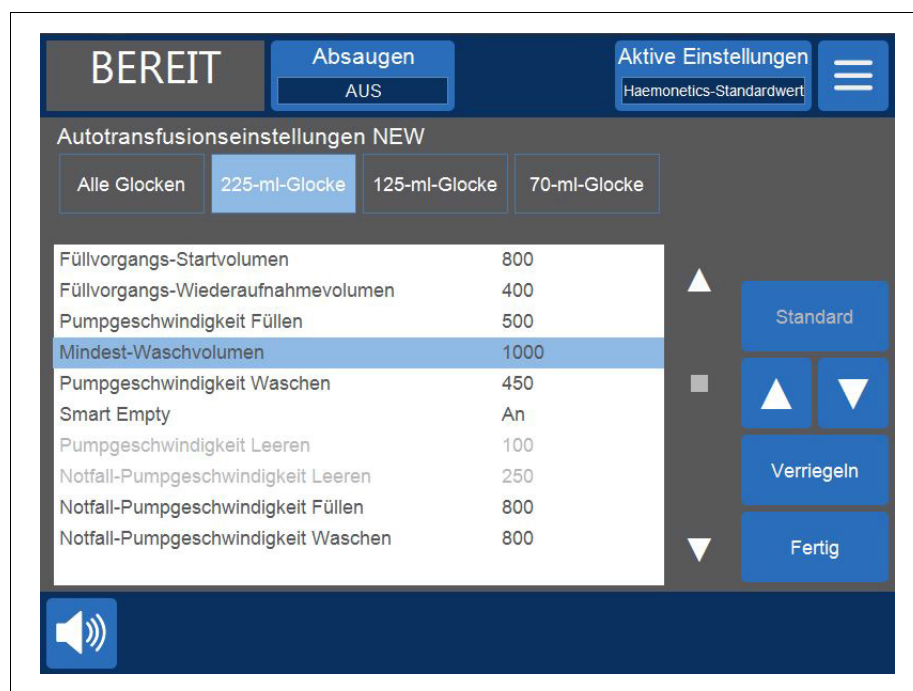 BEREIT
Absaugen
AUS
Aktive Einstellungen
Haemonetics-Standardwert
Autotransfusionseinstellungen NEW
Alle Glocken 225-ml-Glocke 125-ml-Glocke 70-ml-Glocke
Füllvorgangs-Startvolumen 800
Füllvorgangs-Wiederaufnahmevolumen 400
Pumpgeschwindigkeit Füllen 500
Mindest-Waschvolumen 1000
Pumpgeschwindigkeit Waschen 450
Smart Empty An
Pumpgeschwindigkeit Leeren 100
Notfall-Pumpgeschwindigkeit Leeren 250
Notfall-Pumpgeschwindigkeit Füllen 800
Notfall-Pumpgeschwindigkeit Waschen 800
Standard
Verriegeln
Fertig